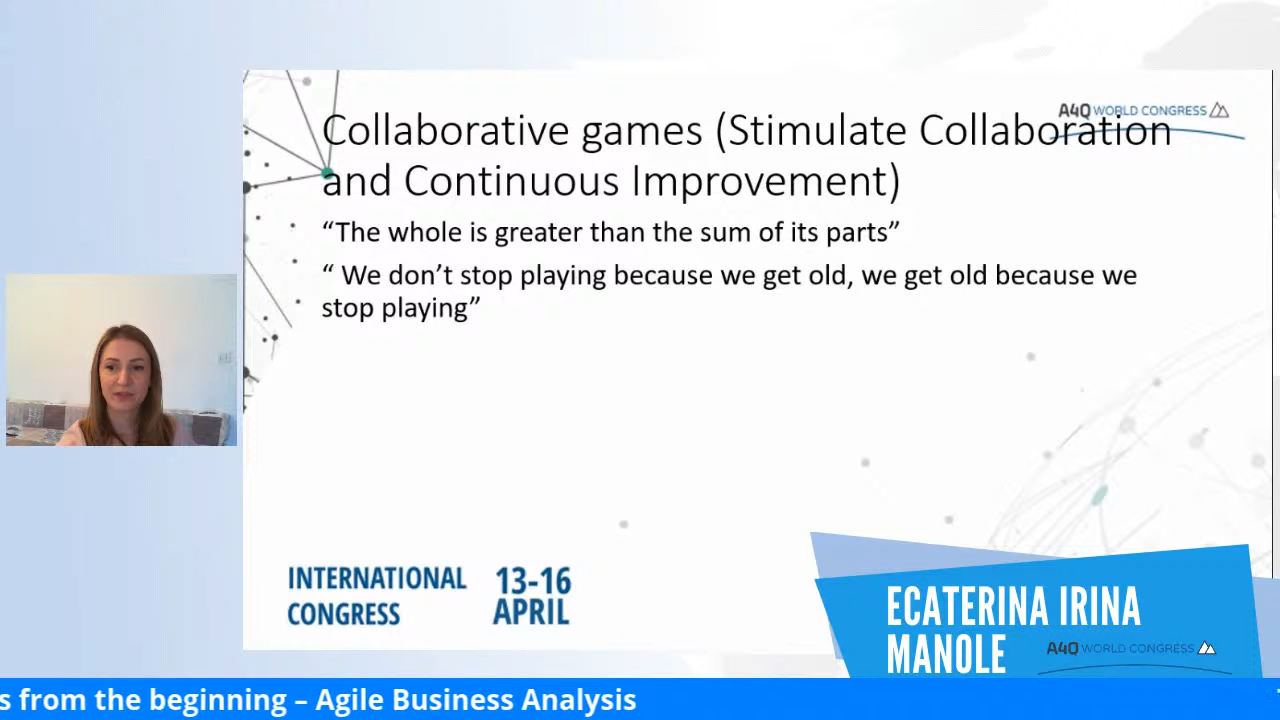 A4Q WORLD CONGRESS
Collaborative games (Stimulate Collaboration
and Continuous Improvement)
“The whole is greater than the sum of its parts”
“ We don’t stop playing because we get old, we get old because we
stop playing”
INTERNATIONAL
CONGRESS
13-16
APRIL
ECATERINA IRINA
MANOLE
A4Q WORLD CONGRESS
s from the beginning – Agile Business Analysis